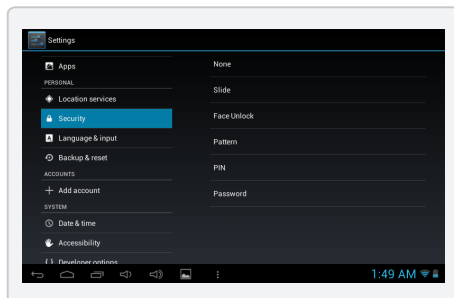 Settings
Apps
PERSONAL
Location services
Security
Language & input
Backup & reset
ACCOUNTS
Add account
SYSTEM
Date & time
Accessibility
Developer options
None
Slide
Face Unlock
Pattern
PIN
Password
1:49 AM